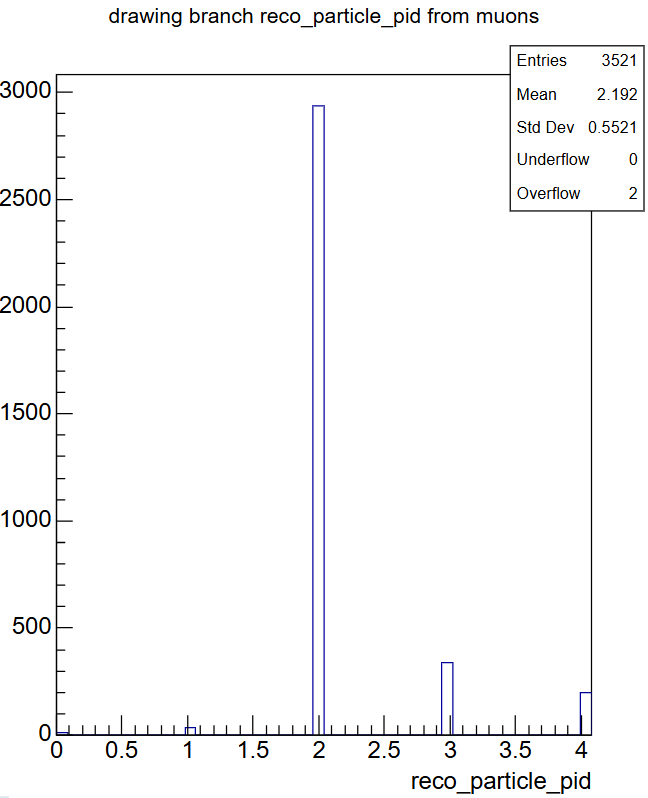 drawing branch reco_particle_pid from muons
Entries 3521
Mean 2.192
Std Dev 0.5521
Underflow 0
Overflow 2
3000
2500
2000
1500
1000
500
0
0 0.5 1 1.5 2 2.5 3 3.5 4
reco_particle_pid